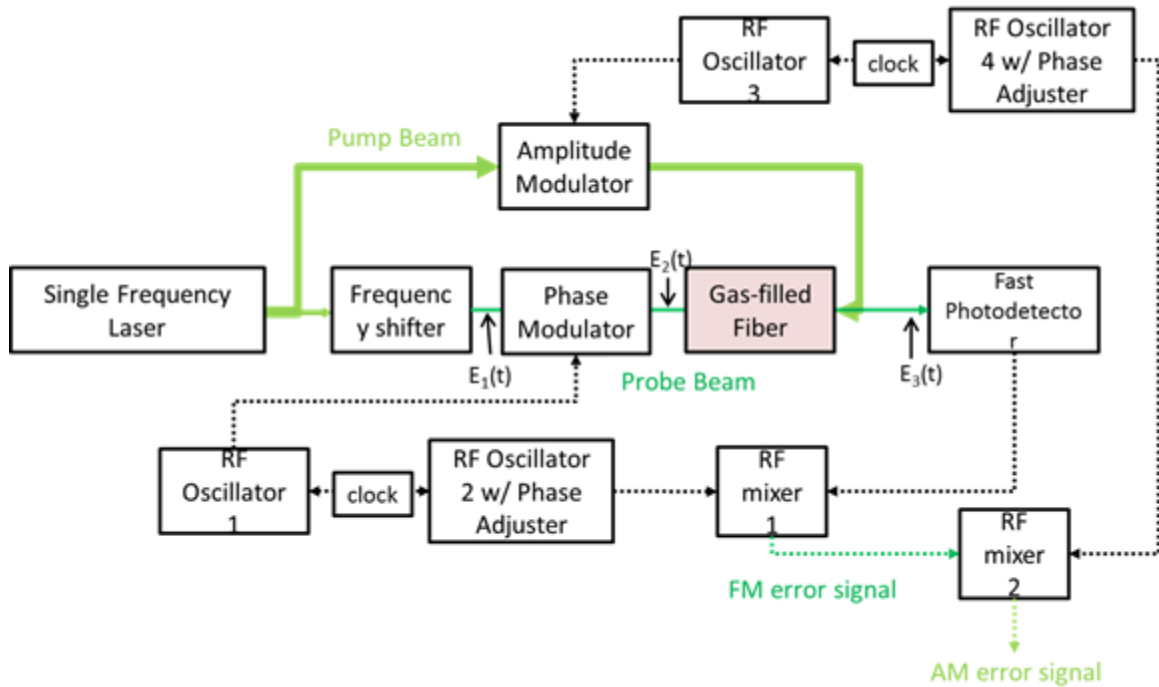 RF
Oscillator
3
clock
RF Oscillator
4 w/ Phase
Adjuster
Pump Beam
Amplitude
Modulator
Single Frequency
Laser
Frequenc
y shifter
E1(t)
Phase
Modulator
E2(t)
Gas-filled
Fiber
Probe Beam
E3(t)
Fast
Photodetecto
r
RF
Oscillator
1
clock
RF Oscillator
2 w/ Phase
Adjuster
RF
mixer
1
FM error signal
RF
mixer
2
AM error signal